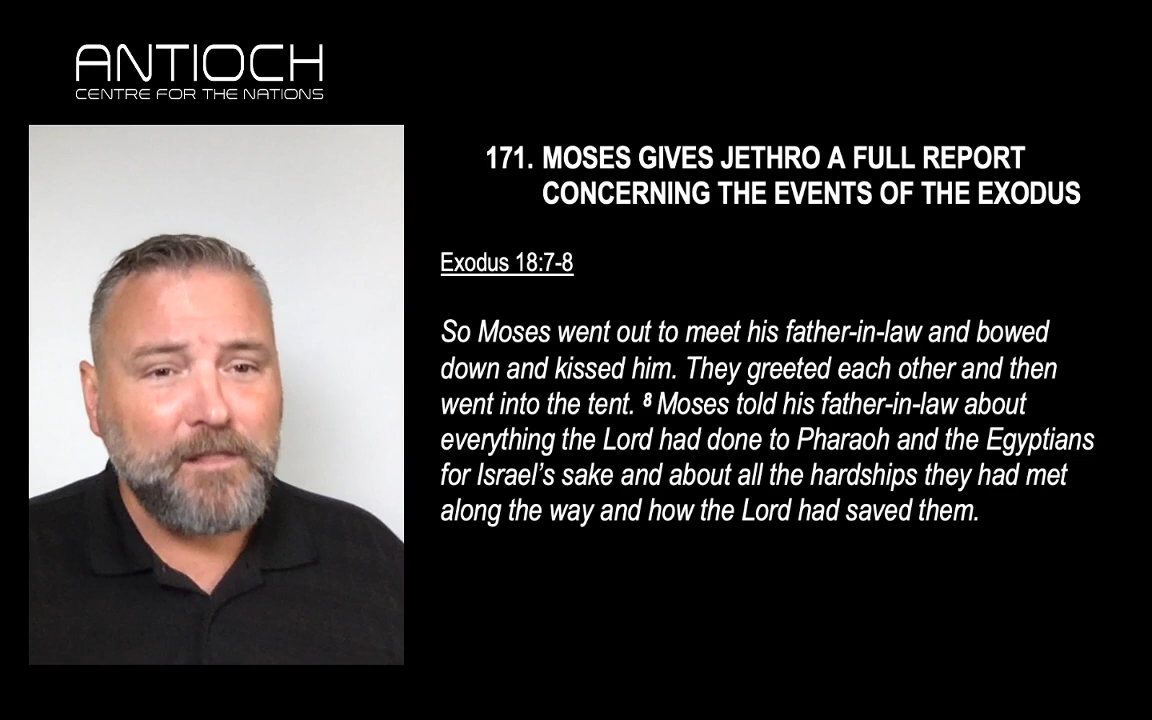 ANTIOCH
CENTRE FOR THE NATIONS
171. MOSES GIVES JETHRO A FULL REPORT
CONCERNING THE EVENTS OF THE EXODUS
Exodus 18:7-8
So Moses went out to meet his father-in-law and bowed
down and kissed him. They greeted each other and then
went into the tent. ⁸ Moses told his father-in-law about
everything the Lord had done to Pharaoh and the Egyptians
for Israel’s sake and about all the hardships they had met
along the way and how the Lord had saved them.